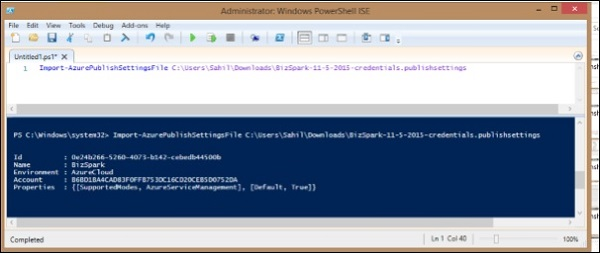 Administrator: Windows PowerShell ISE
File Edit View Tools Debug Add-ons Help
Untitled1.ps1* X
1 Import-AzurePublishSettingsFile C:\Users\Sahil\Downloads\BizSpark-11-5-2015-credentials.publishsettings
PS C:\Windows\system32> Import-AzurePublishSettingsFile C:\Users\Sahil\Downloads\BizSpark-11-5-2015-credentials.publishsettings
Id : 0e24b266-5260-4073-b142-cebedb44500b
Name : BizSpark
Environment : AzureCloud
Account : B6BD1BA4CAD83F0FFB753DC16CD20CEB5D0752DA
Properties : {[SupportedModes, AzureServiceManagement], [Default, True]}
Completed
Ln 1 Col 40
100%